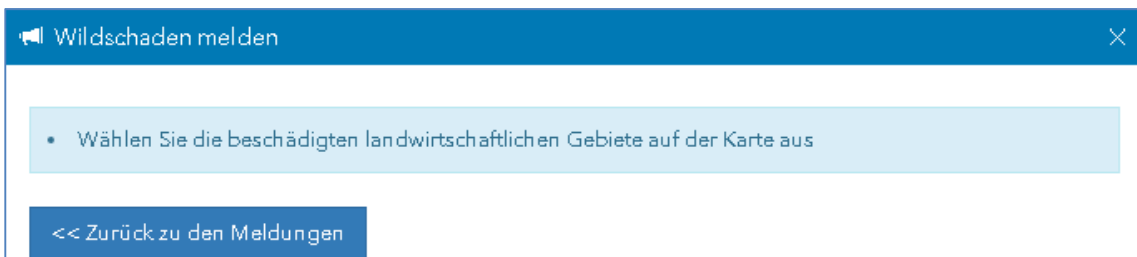 Wildschaden melden
• Wählen Sie die beschädigten landwirtschaftlichen Gebiete auf der Karte aus
<< Zurück zu den Meldungen